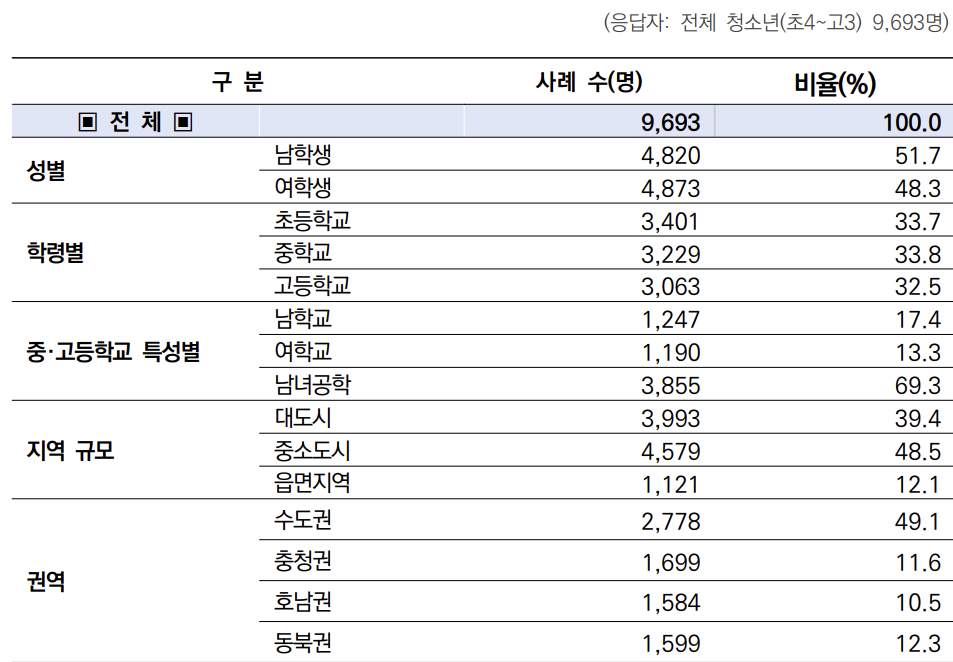 (응답자: 전체 청소년(초4~고3) 9,693명)
구 분 사례 수(명) 비율(%)
▣ 전 체 ▣ 9,693 100.0
성별
남학생 4,820 51.7
여학생 4,873 48.3
학령별
초등학교 3,401 33.7
중학교 3,229 33.8
고등학교 3,063 32.5
중·고등학교 특성별
남학교 1,247 17.4
여학교 1,190 13.3
남녀공학 3,855 69.3
지역 규모
대도시 3,993 39.4
중소도시 4,579 48.5
읍면지역 1,121 12.1
권역
수도권 2,778 49.1
충청권 1,699 11.6
호남권 1,584 10.5
동북권 1,599 12.3